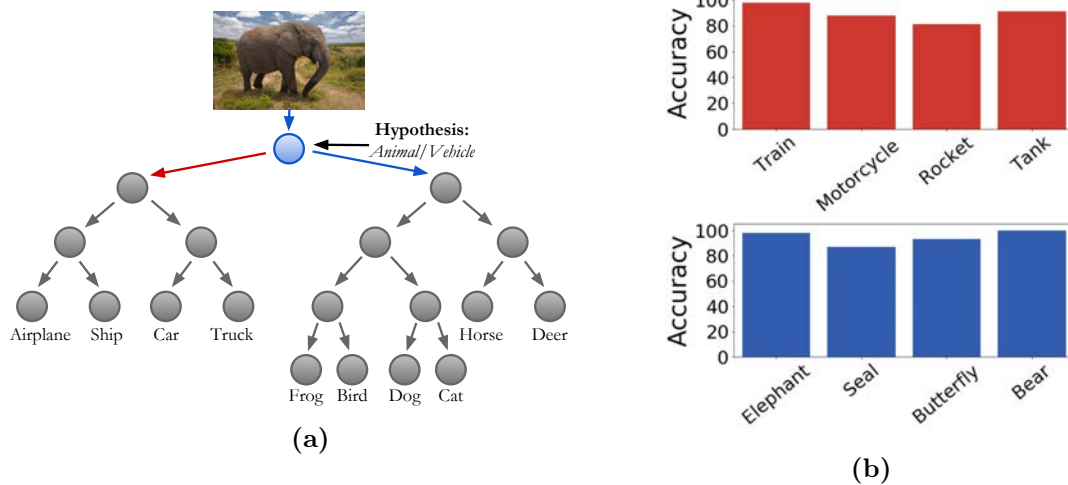 Hypothesis:
Animal/Vehicle
Airplane Ship Car Truck Horse Deer
Frog Bird Dog Cat
(a)
Accuracy
100
80
60
40
20
0
Train Motorcycle Rocket Tank
Accuracy
100
80
60
40
20
0
Elephant Seal Butterfly Bear
(b)